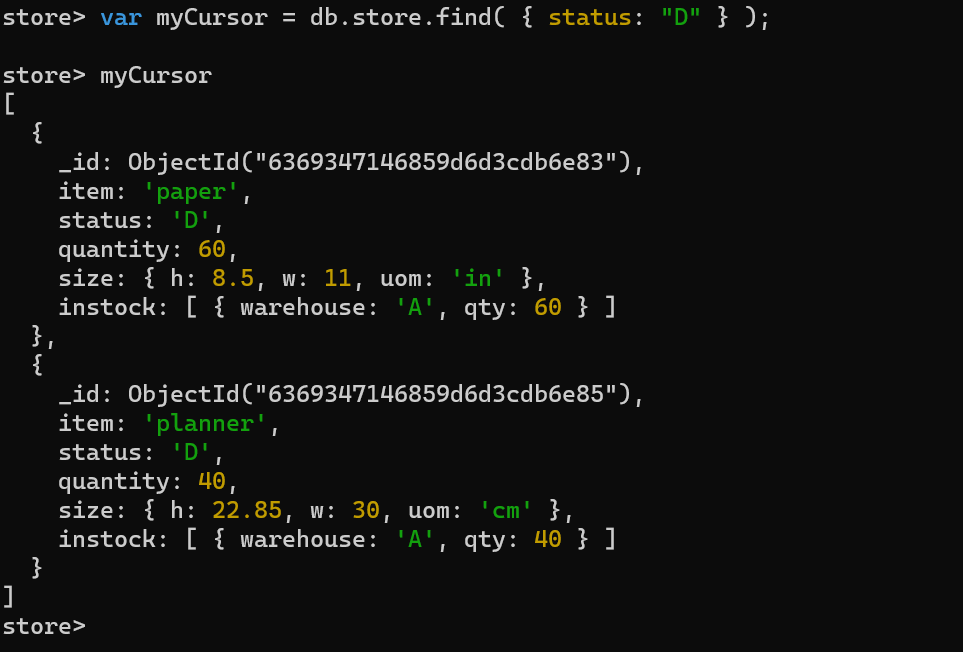 store> var myCursor = db.store.find( { status: "D" } );
store> myCursor
[
  {
    _id: ObjectId("6369347146859d6d3cdb6e83"),
    item: 'paper',
    status: 'D',
    quantity: 60,
    size: { h: 8.5, w: 11, uom: 'in' },
    instock: [ { warehouse: 'A', qty: 60 } ]
  },
  {
    _id: ObjectId("6369347146859d6d3cdb6e85"),
    item: 'planner',
    status: 'D',
    quantity: 40,
    size: { h: 22.85, w: 30, uom: 'cm' },
    instock: [ { warehouse: 'A', qty: 40 } ]
  }
]
store>